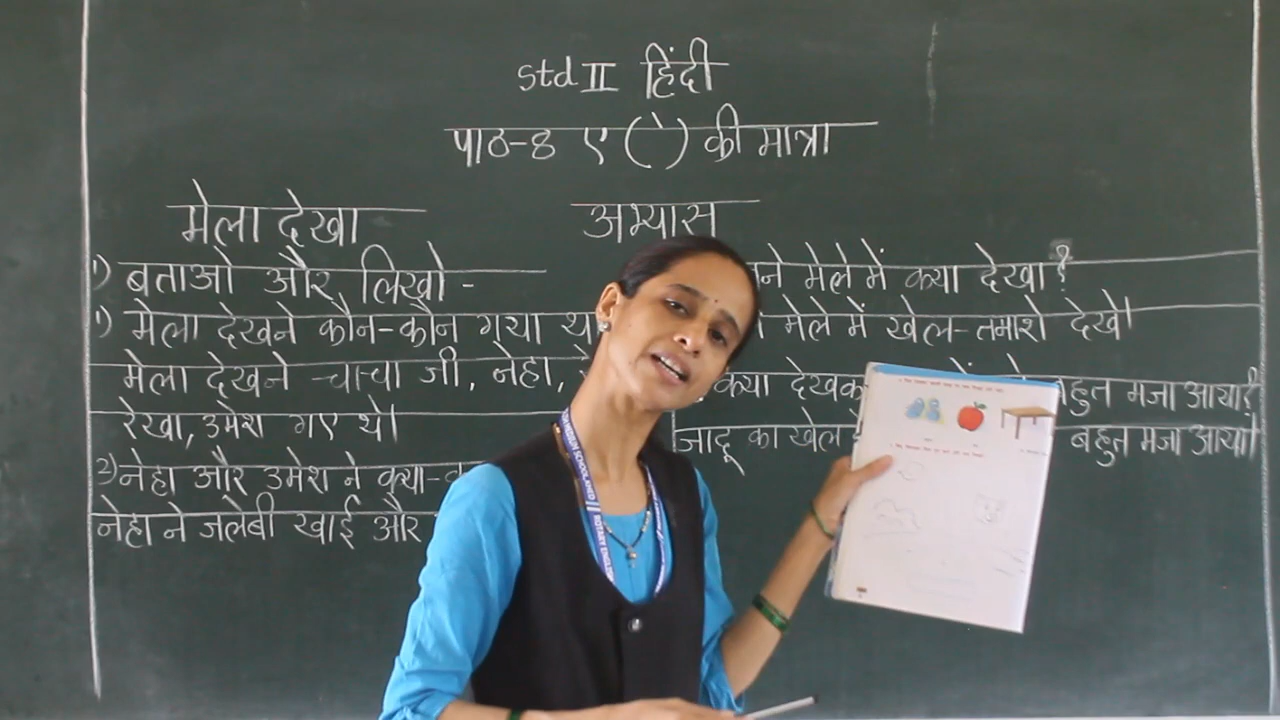 std II हिंदी
पाठ-8 ए ( े ) की मात्रा
मेला देखा
अभ्यास
1) बताओ और लिखो -
1) मेला देखने कौन-कौन गया
मेला देखने चाचा जी, नेहा,
रेखा, उमेश गए थे।
2) नेहा और उमेश ने क्या-
नेहा ने जलेबी खाई और
मेले में क्या देखा?
मेले में खेल-तमाशे देखे।
क्या देखकर बहुत मजा आया?
जादू का खेल बहुत मजा आया।